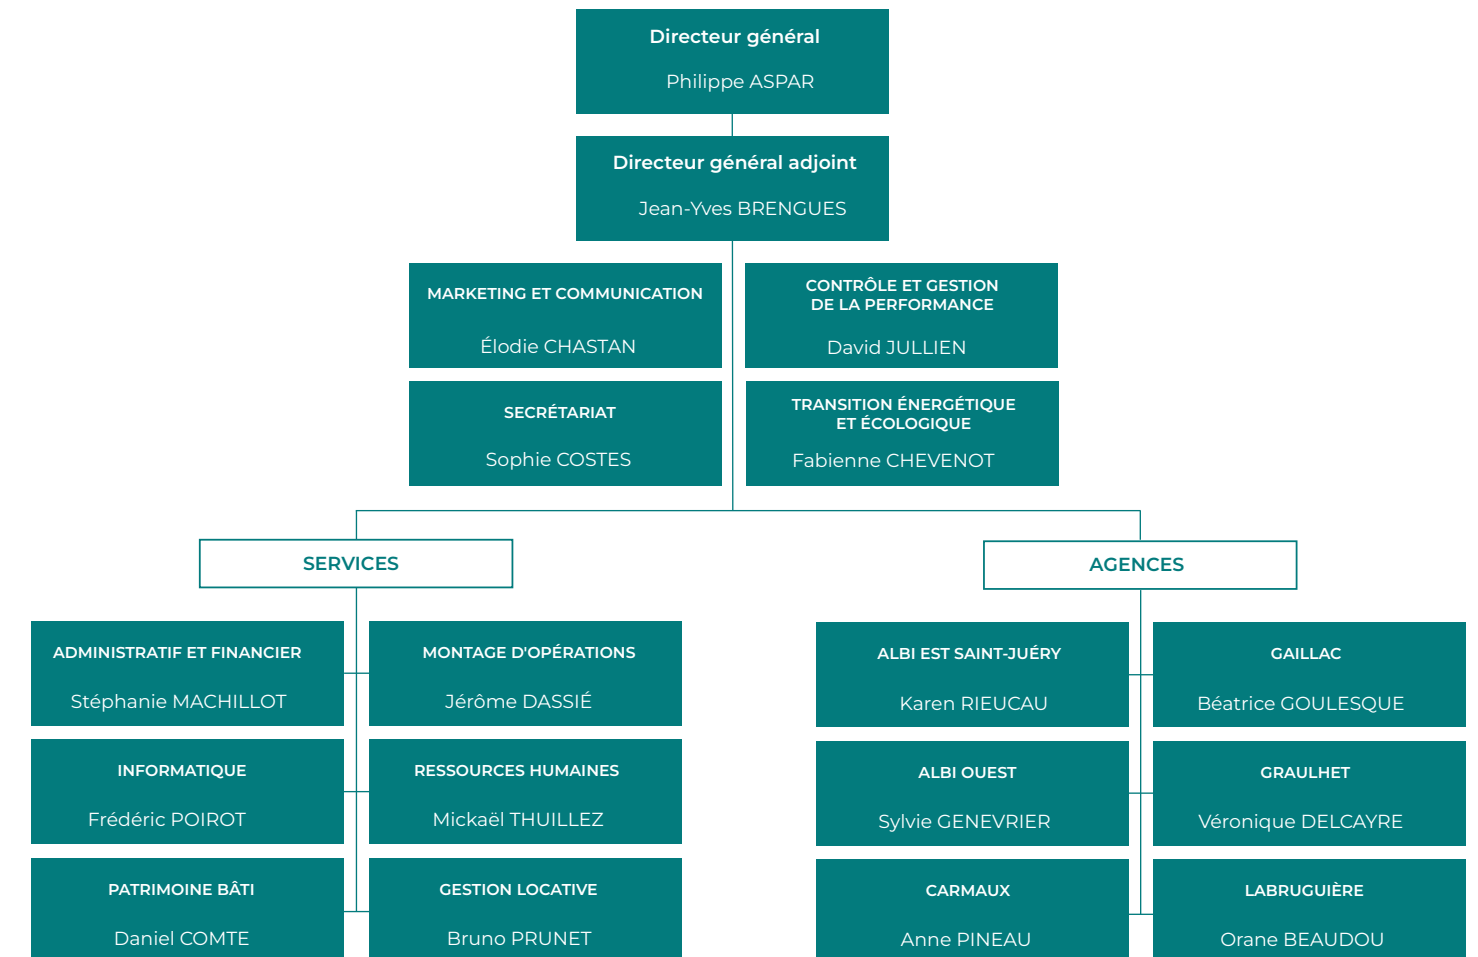 Directeur général
Philippe ASPAR
Directeur général adjoint
Jean-Yves BRENGUES
MARKETING ET COMMUNICATION
Élodie CHASTAN
CONTRÔLE ET GESTION
DE LA PERFORMANCE
David JULLIEN
SECRÉTARIAT
Sophie COSTES
TRANSITION ÉNERGÉTIQUE
ET ÉCOLOGIQUE
Fabienne CHEVENOT
SERVICES
ADMINISTRATIF ET FINANCIER
Stéphanie MACHILLOT
MONTAGE D'OPÉRATIONS
Jérôme DASSIÉ
INFORMATIQUE
Frédéric POIROT
RESSOURCES HUMAINES
Mickaël THUILLEZ
PATRIMOINE BÂTI
Daniel COMTE
GESTION LOCATIVE
Bruno PRUNET
AGENCES
ALBI EST SAINT-JUÉRY
Karen RIEUCAU
GAILLAC
Béatrice GOULESQUE
ALBI OUEST
Sylvie GENEVRIER
GRAULHET
Véronique DELCAYRE
CARMAUX
Anne PINEAU
LABRUGUIÈRE
Orane BEAUDOU